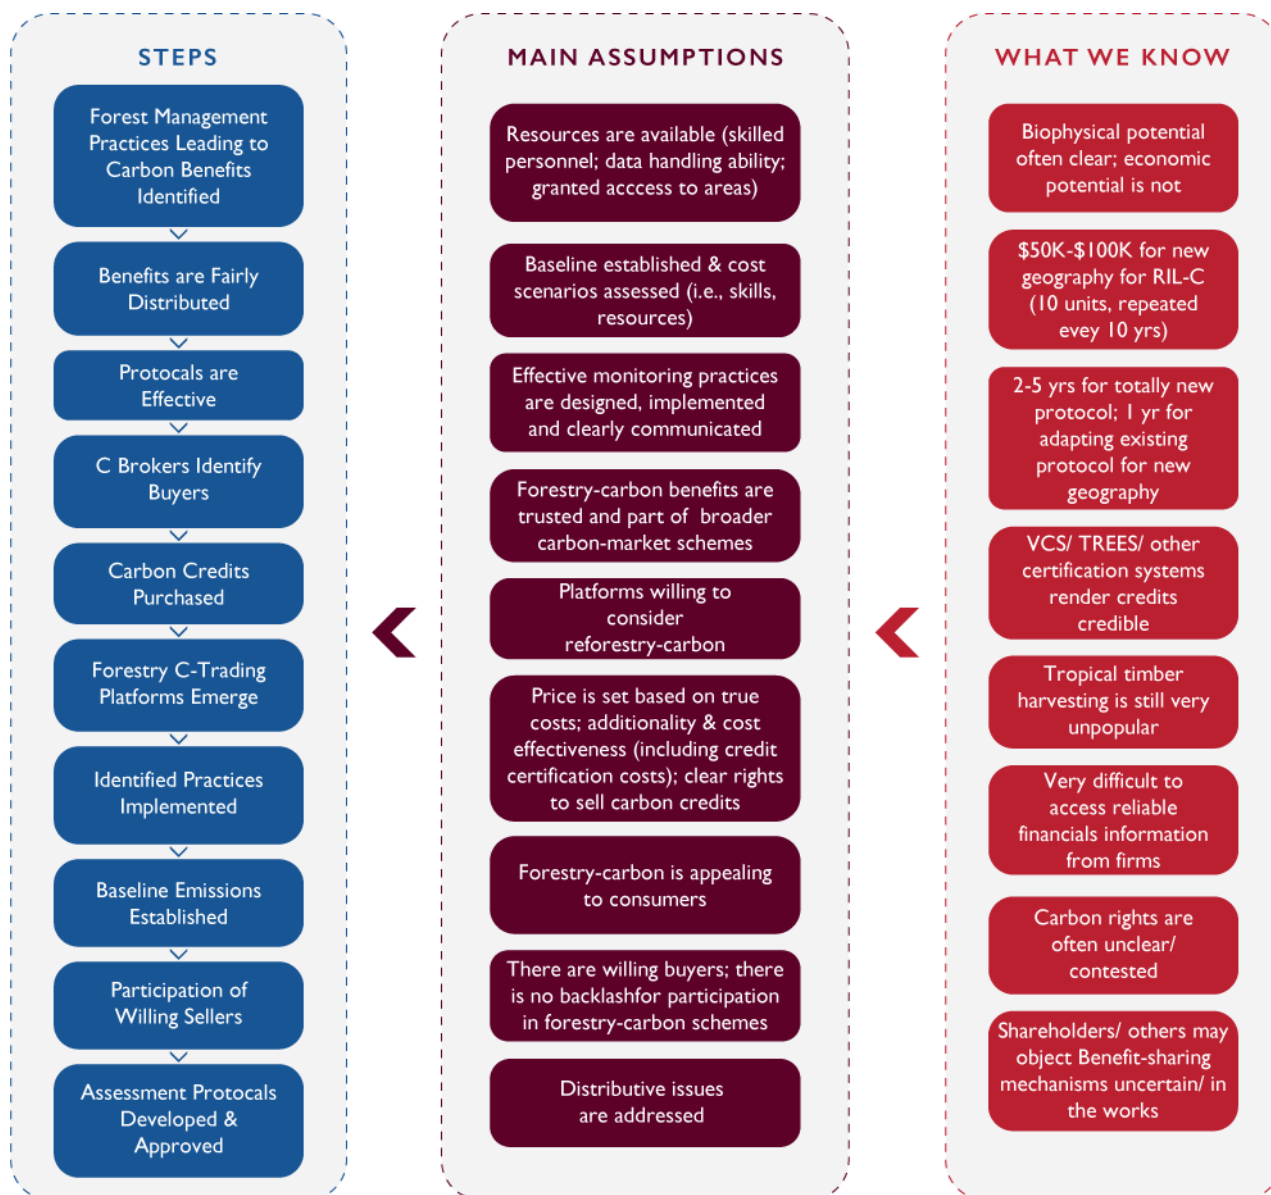 STEPS
Forest Management
Practices Leading to
Carbon Benefits
Identified
Benefits are Fairly
Distributed
Protocals are
Effective
C Brokers Identify
Buyers
Carbon Credits
Purchased
Forestry C-Trading
Platforms Emerge
Identified Practices
Implemented
Baseline Emissions
Established
Participation of
Willing Sellers
Assessment Protocals
Developed &
Approved
MAIN ASSUMPTIONS
Resources are available (skilled
personnel; data handling ability;
granted acccess to areas)
Baseline established & cost
scenarios assessed (i.e., skills,
resources)
Effective monitoring practices
are designed, implemented
and clearly communicated
Forestry-carbon benefits are
trusted and part of broader
carbon-market schemes
Platforms willing to
consider
reforestry-carbon
Price is set based on true
costs; additionality & cost
effectiveness (including credit
certification costs); clear rights
to sell carbon credits
Forestry-carbon is appealing
to consumers
There are willing buyers; there
is no backlashfor participation
in forestry-carbon schemes
Distributive issues
are addressed
WHAT WE KNOW
Biophysical potential
often clear; economic
potential is not
$50K-$100K for new
geography for RIL-C
(10 units, repeated
evey 10 yrs)
2-5 yrs for totally new
protocol; 1 yr for
adapting existing
protocol for new
geography
VCS/ TREES/ other
certification systems
render credits
credible
Tropical timber
harvesting is still very
unpopular
Very difficult to
access reliable
financials information
from firms
Carbon rights are
often unclear/
contested
Shareholders/ others may
object Benefit-sharing
mechanisms uncertain/ in
the works